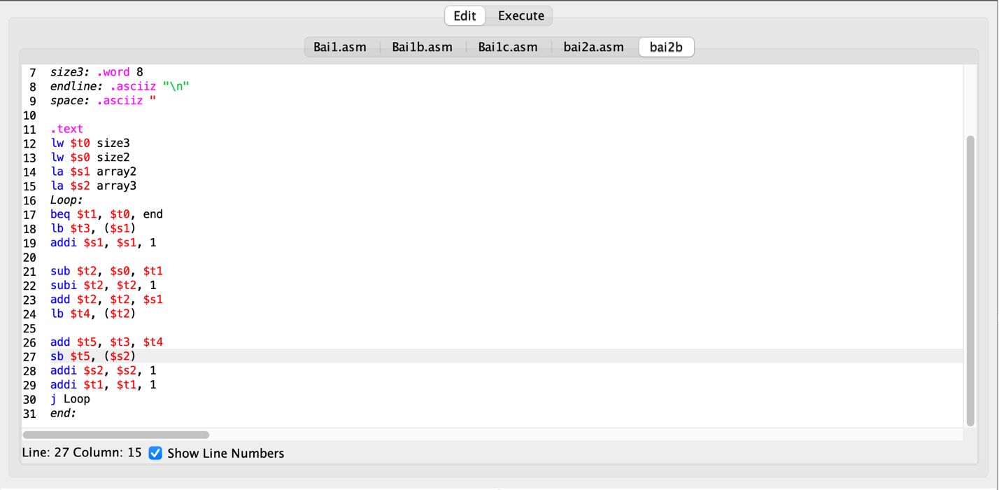 Edit Execute
Bai1.asm Bai1b.asm Bai1c.asm bai2a.asm bai2b
7 size3: .word 8
8 endline: .asciiz "\n"
9 space: .asciiz "
10
11 .text
12 lw $t0 size3
13 lw $s0 size2
14 la $s1 array2
15 la $s2 array3
16 Loop:
17 beq $t1, $t0, end
18 lb $t3, ($s1)
19 addi $s1, $s1, 1
20
21 sub $t2, $s0, $t1
22 subi $t2, $t2, 1
23 add $t2, $t2, $s1
24 lb $t4, ($t2)
25
26 add $t5, $t3, $t4
27 sb $t5, ($s2)
28 addi $s2, $s2, 1
29 addi $t1, $t1, 1
30 j Loop
31 end:
Line: 27 Column: 15 Show Line Numbers